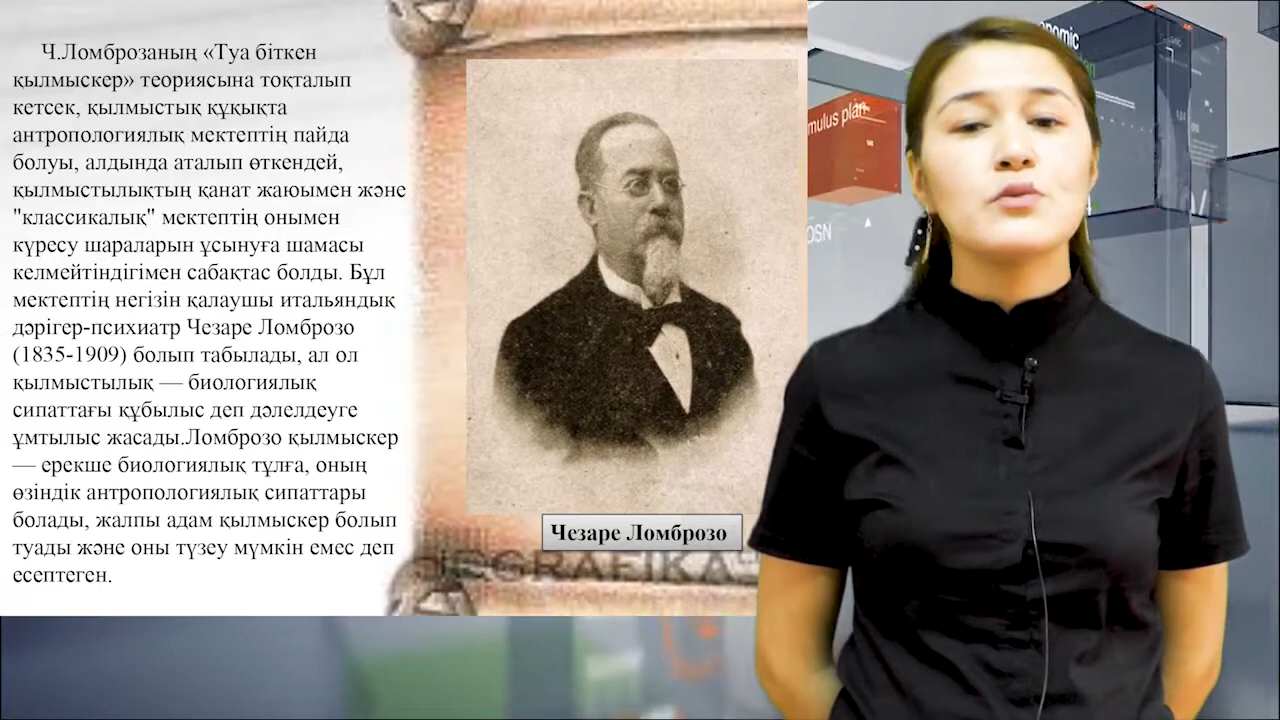 Ч.Ломброзаның «Туа біткен
қылмыскер» теориясына тоқталып
кетсек, қылмыстық құқықта
антропологиялық мектептің пайда
болуы, алдында аталып өткендей,
қылмыстылықтың қанат жаюымен және
"классикалық" мектептің онымен
күресу шараларын ұсынуға шамасы
келмейтіндігімен сабақтас болды. Бұл
мектептің негізін қалаушы итальяндық
дәрігер-психиатр Чезаре Ломброзо
(1835-1909) болып табылады, ал ол
қылмыстылық — биологиялық
сипаттағы құбылыс деп дәлелдеуге
ұмтылыс жасады.Ломброзо қылмыскер
— ерекше биологиялық тұлға, оның
өзіндік антропологиялық сипаттары
болады, жалпы адам қылмыскер болып
туады және оны түзеу мүмкін емес деп
есептеген.
Чезаре Ломброзо
onomic
mulus plan
OSN